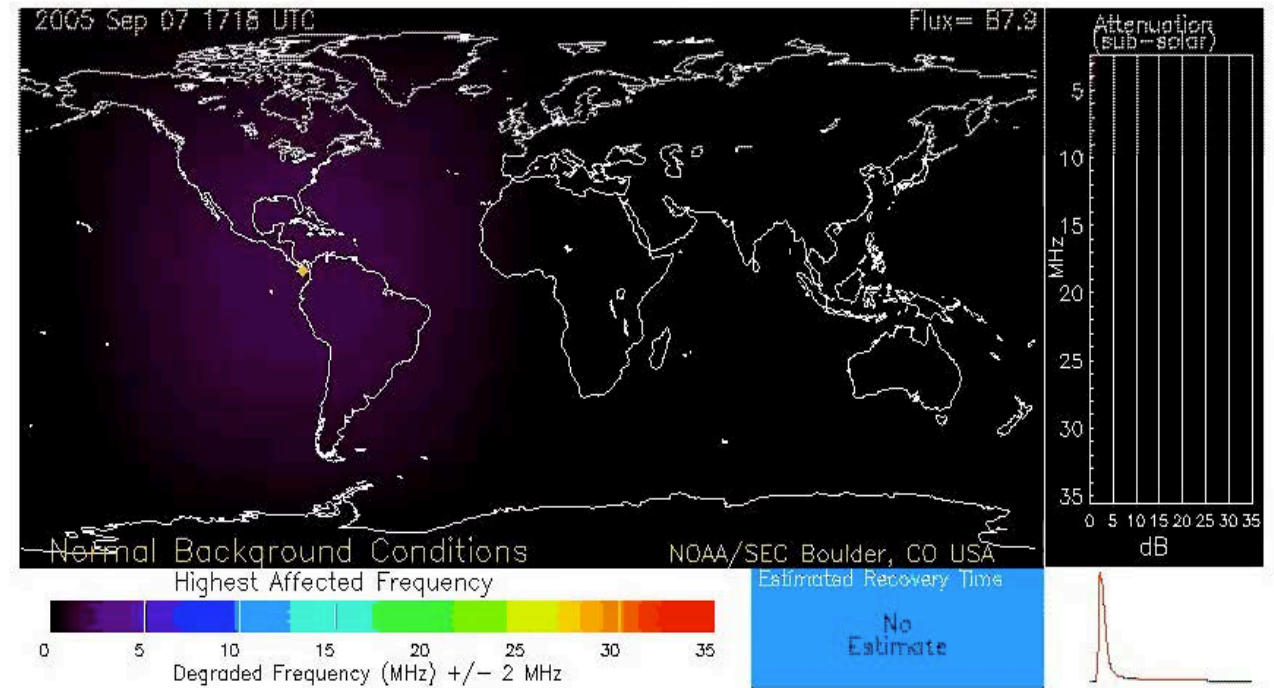 2005 Sep 07 1718 UTC
Flux= B7.9
Attenuation
(sub-solar)
5
10
15
20
25
30
35
MHz
0 5 10 15 20 25 30 35
dB
Normal Background Conditions
NOAA/SEC Boulder, CO USA
Highest Affected Frequency
0 5 10 15 20 25 30 35
Degraded Frequency (MHz) +/- 2 MHz
Estimated Recovery Time
No
Estimate